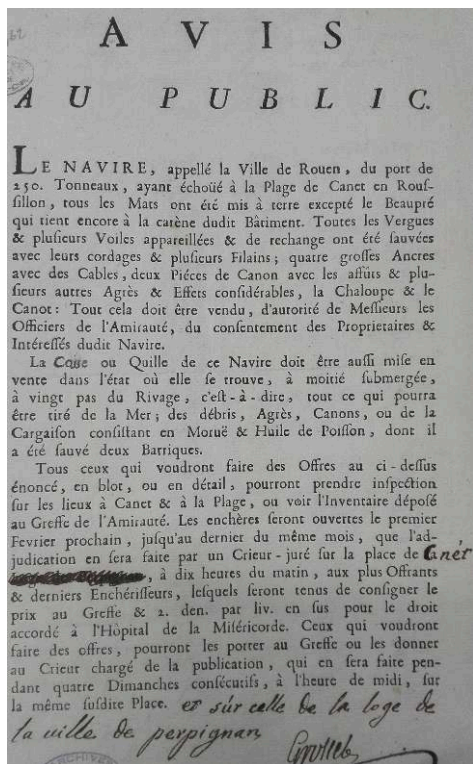 A V I S
A U P U B L I C.
LE NAVIRE, appellé la Ville de Rouen, du port de
250. Tonneaux, ayant échoüé à la Plage de Canet en Rouſ-
ſillon, tous les Mats ont été mis à terre excepté le Beaupré
qui tient encore à la carène dudit Bâtiment. Toutes les Vergues
& pluſieurs Voiles appareillées & de rechange ont été ſauvées
avec leurs cordages & pluſieurs Filains; quatre groſſes Ancres
avec des Cables, deux Piéces de Canon avec les affûts & plu-
ſieurs autres Agrès & Effets conſidérables, la Chaloupe & le
Canot: Tout cela doit être vendu, d'autorité de Meſſieurs les
Officiers de l'Amirauté, du conſentement des Proprietaires &
Intéreſſés dudit Navire.
La ou Quille de ce Navire doit être auſſi miſe en
vente dans l'état où elle ſe trouve, à moitié ſubmergée,
à vingt pas du Rivage, c'eſt-à-dire, tout ce qui pourra
être tiré de la Mer; des débris, Agrès, Canons, ou de la
Cargaiſon conſiſtant en Moruë & Huile de Poiſſon, dont il
a été ſauvé deux Barriques.
Tous ceux qui voudront faire des Offres au ci-deſſus
énoncé, en blot, ou en détail, pourront prendre inſpection
ſur les lieux à Canet & à la Plage, ou voir l'Inventaire dépoſé
au Greffe de l'Amirauté. Les enchères ſeront ouvertes le premier
Fevrier prochain, juſqu'au dernier du même mois, que l'ad-
judication en ſera faite par un Crieur-juré ſur la place de Canét
, à dix heures du matin, aux plus Offrants
& derniers Enchériſſeurs, leſquels ſeront tenus de conſigner le
prix au Greffe & 2. den. par liv. en ſus pour le droit
accordé à l'Hôpital de la Miſéricorde. Ceux qui voudront
faire des offres, pourront les porter au Greffe ou les donner
au Crieur chargé de la publication, qui en ſera faite pen-
dant quatre Dimanches conſécutifs, à l'heure de midi, ſur
la même ſuſdite Place. et sur celle de la loge de
la ville de perpignan